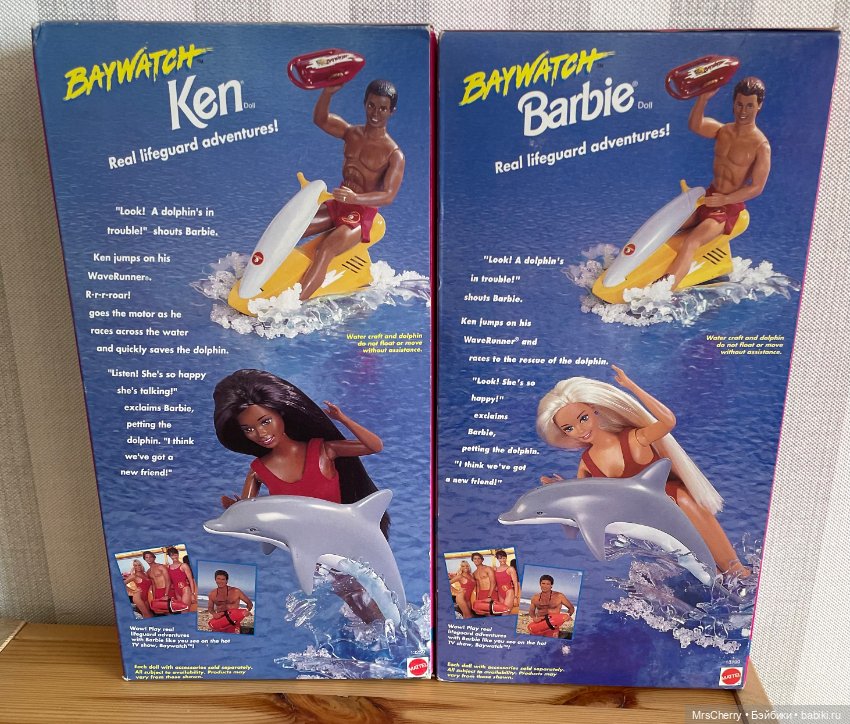 BAYWATCH™
Ken® Doll
Real lifeguard adventures!
"Look! A dolphin's in
trouble!" shouts Barbie.
Ken jumps on his
WaveRunner®.
R-r-r-roar!
goes the motor as he
races across the water
and quickly saves the dolphin.
Water craft and dolphin
do not float or move
without assistance.
"Listen! She's so happy
she's talking!"
exclaims Barbie,
petting the
dolphin. "I think
we've got a
new friend!"
Wow! Play real
lifeguard adventures
with Barbie like you see on the hot
TV show, Baywatch™!
Each doll with accessories sold separately.
All subject to availability. Products may
vary from those shown.
MATTEL
BAYWATCH™
Barbie® Doll
Real lifeguard adventures!
"Look! A dolphin's
in trouble!"
shouts Barbie.
Ken jumps on his
WaveRunner® and
races to the rescue of the dolphin.
Water craft and dolphin
do not float or move
without assistance.
"Look! She's so
happy!"
exclaims
Barbie,
petting the dolphin.
"I think we've got
a new friend!"
Wow! Play real
lifeguard adventures
with Barbie like you see on the hot
TV show, Baywatch™!
Each doll with accessories sold separately.
All subject to availability. Products may
vary from those shown.
MATTEL
MrsCherry • Бэйбики • babiki.ru